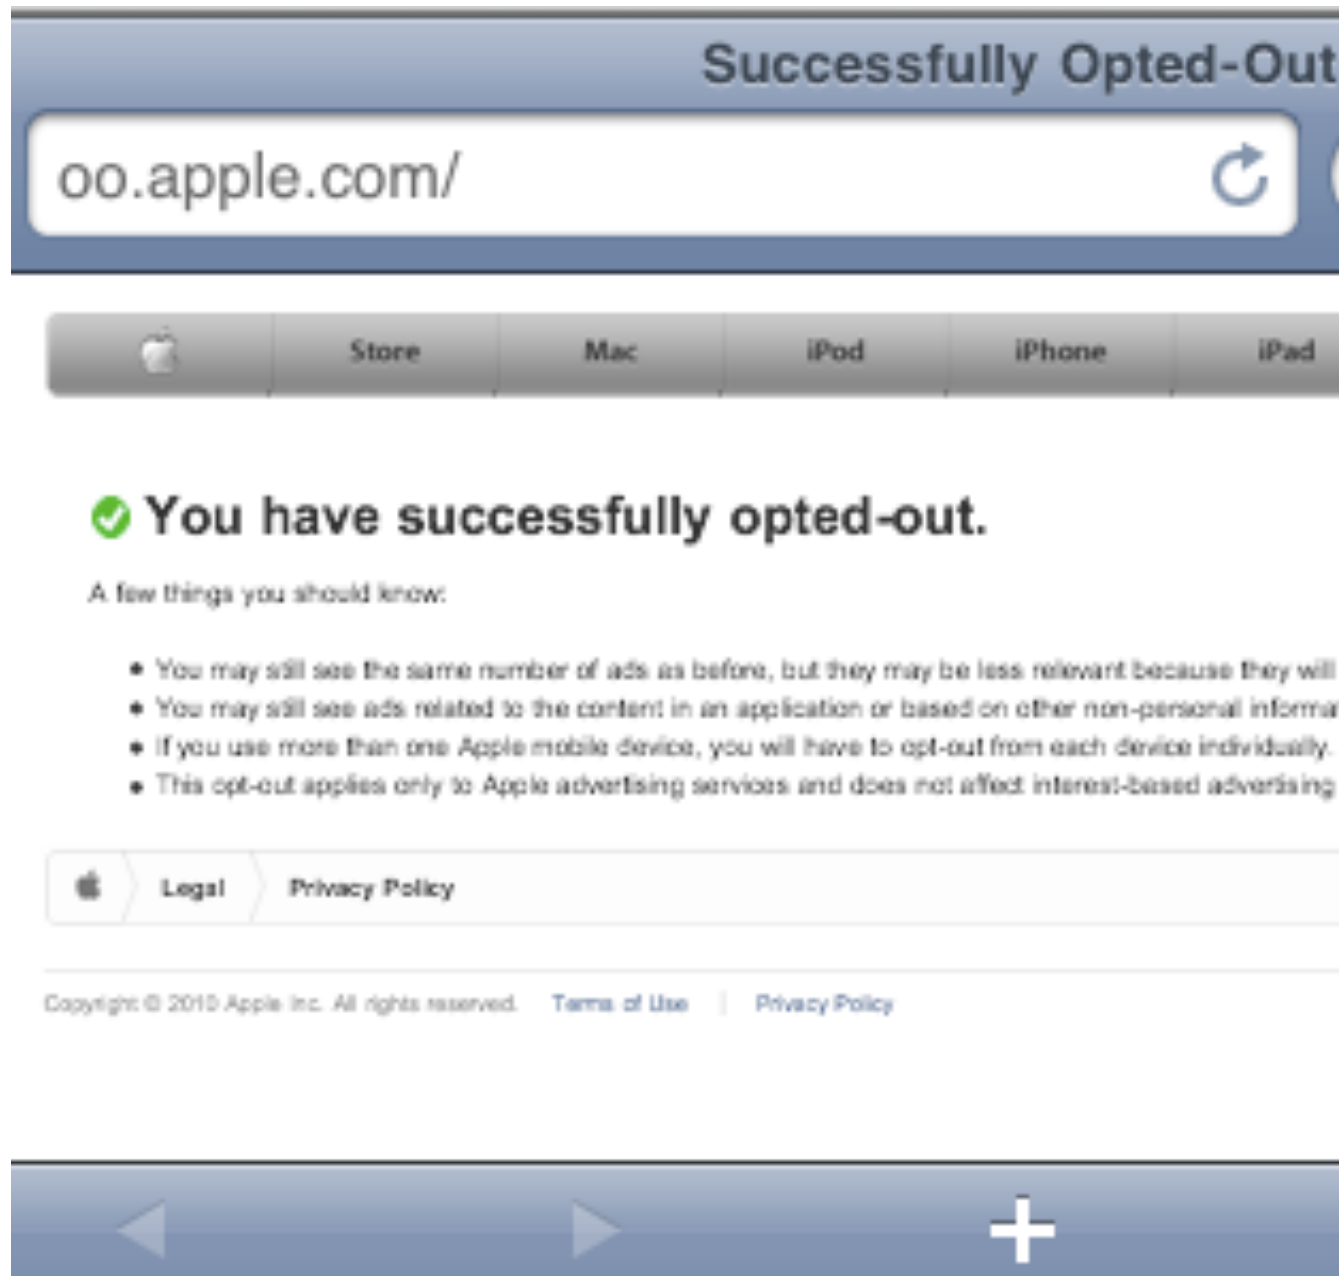 Successfully Opted-Out
oo.apple.com/
Store Mac iPod iPhone iPad
You have successfully opted-out.
A few things you should know:
• You may still see the same number of ads as before, but they may be less relevant because they will
• You may still see ads related to the content in an application or based on other non-personal informa
• If you use more than one Apple mobile device, you will have to opt-out from each device individually.
• This opt-out applies only to Apple advertising services and does not affect interest-based advertising
Legal Privacy Policy
Copyright © 2010 Apple Inc. All rights reserved. Terms of Use | Privacy Policy